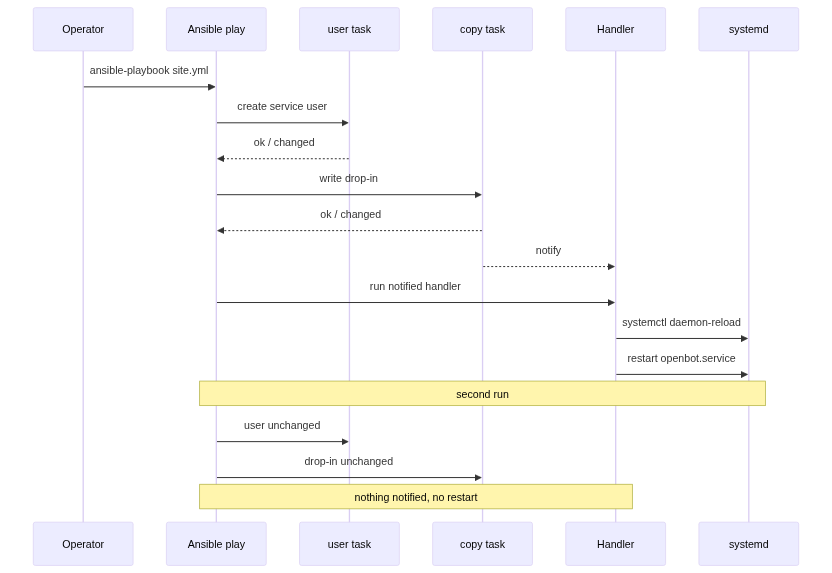 Operator
Ansible play
user task
copy task
Handler
systemd
ansible-playbook site.yml
create service user
ok / changed
write drop-in
ok / changed
notify
run notified handler
systemctl daemon-reload
restart openbot.service
second run
user unchanged
drop-in unchanged
nothing notified, no restart
Operator
Ansible play
user task
copy task
Handler
systemd